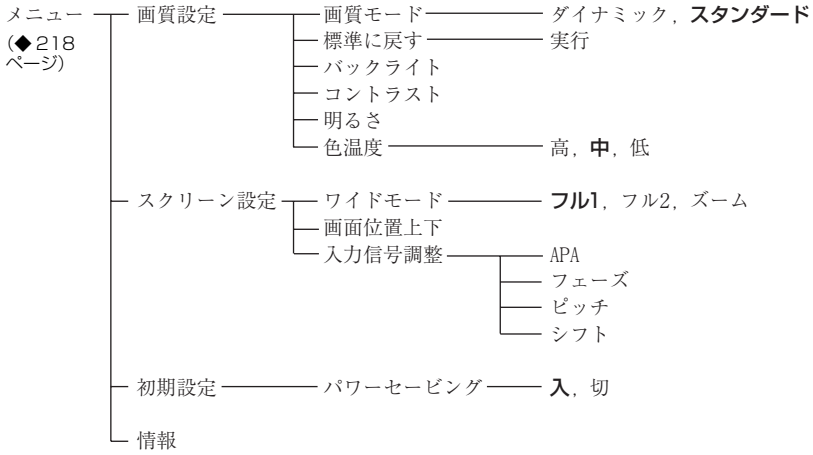 メニュー 画質設定 画質モード ダイナミック, スタンダード
(◆218 標準に戻す 実行
ページ) バックライト
コントラスト
明るさ
色温度 高, 中, 低
スクリーン設定 ワイドモード フル1, フル2, ズーム
画面位置上下
入力信号調整 APA
フェーズ
ピッチ
シフト
初期設定 パワーセービング 入, 切
情報